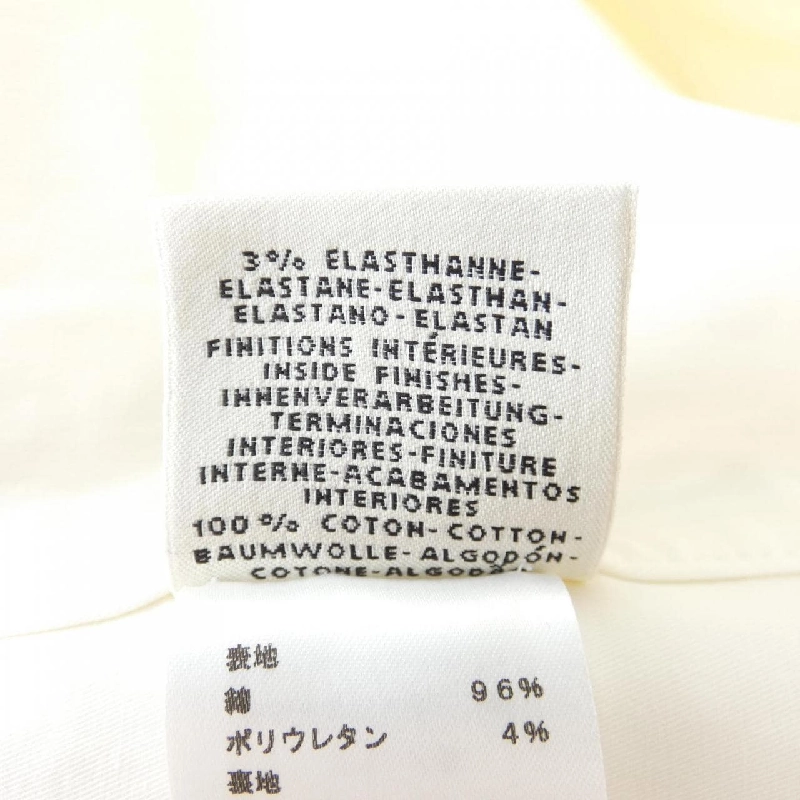 3% ELASTHANNE-
ELASTANE-ELASTHAN-
ELASTANO-ELASTAN
FINITIONS INTÉRIEURES-
INSIDE FINISHES-
INNENVERARBEITUNG-
TERMINACIONES
INTERIORES-FINITURE
INTERNE-ACABAMENTOS
INTERIORES
100% COTON-COTTON-
BAUMWOLLE-ALGODÓN-
COTONE-ALGODÃO
表地
綿 96%
ポリウレタン 4%
裏地